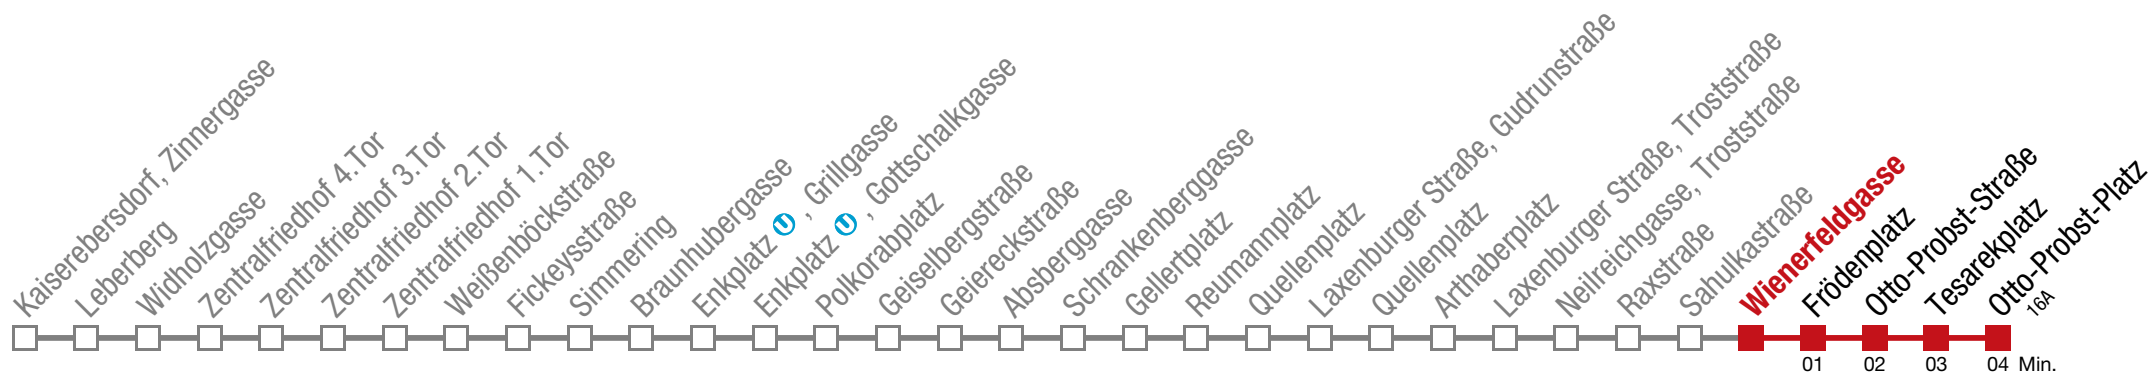 Kaiserebersdorf, Zinnergasse
Leberberg
Widholzgasse
Zentralfriedhof 4.Tor
Zentralfriedhof 3.Tor
Zentralfriedhof 2.Tor
Zentralfriedhof 1.Tor
Weißenböckstraße
Fickeysstraße
Simmering
Braunhubergasse
Enkplatz U, Grillgasse
Enkplatz U, Gottschalkgasse
Polkorabplatz
Geiselbergstraße
Geiereckstraße
Absberggasse
Schrankenberggasse
Gellertplatz
Reumannplatz
Quellenplatz
Laxenburger Straße, Gudrunstraße
Quellenplatz
Arthaberplatz
Laxenburger Straße, Troststraße
Neilreichgasse, Troststraße
Raxstraße
Sahulkastraße
Wienerfeldgasse
Frödenplatz
Otto-Probst-Straße
Tesarekplatz
Otto-Probst-Platz
16A
01 02 03 04 Min.